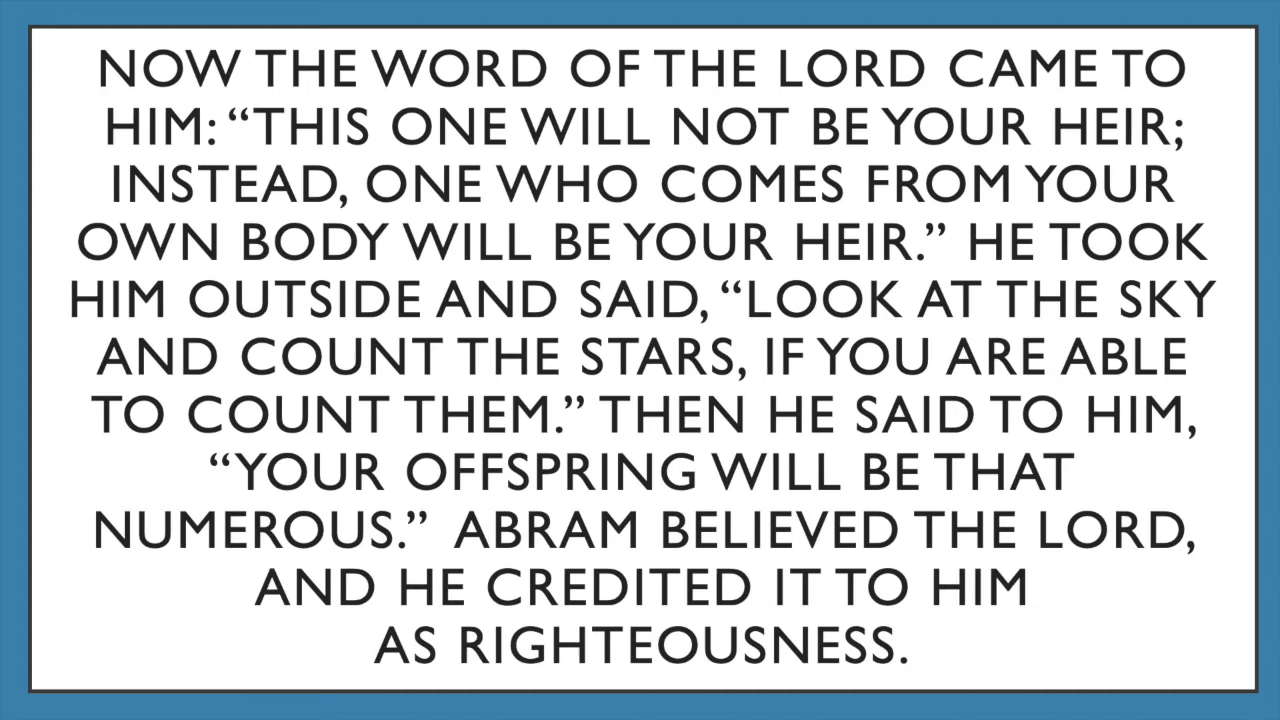 NOW THE WORD OF THE LORD CAME TO
HIM: “THIS ONE WILL NOT BE YOUR HEIR;
INSTEAD, ONE WHO COMES FROM YOUR
OWN BODY WILL BE YOUR HEIR.” HE TOOK
HIM OUTSIDE AND SAID, “LOOK AT THE SKY
AND COUNT THE STARS, IF YOU ARE ABLE
TO COUNT THEM.” THEN HE SAID TO HIM,
“YOUR OFFSPRING WILL BE THAT
NUMEROUS.” ABRAM BELIEVED THE LORD,
AND HE CREDITED IT TO HIM
AS RIGHTEOUSNESS.